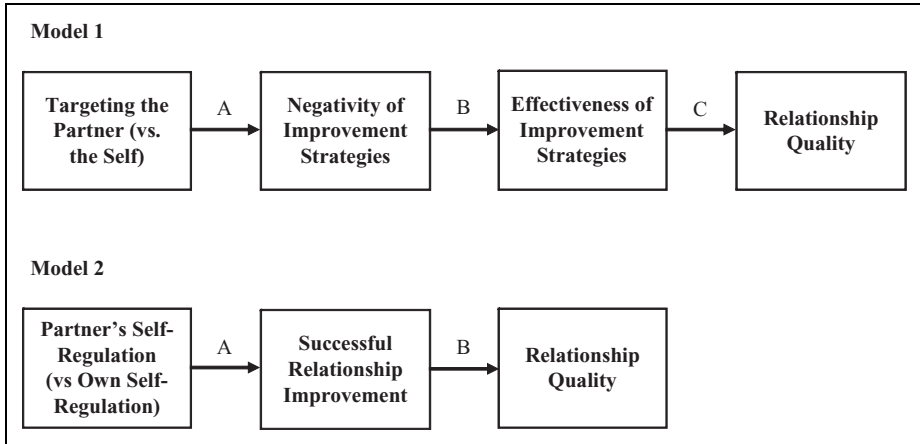 Model 1
Targeting the
Partner (vs.
the Self)
A
Negativity of
Improvement
Strategies
B
Effectiveness of
Improvement
Strategies
C
Relationship
Quality
Model 2
Partner's Self-
Regulation
(vs Own Self-
Regulation)
A
Successful
Relationship
Improvement
B
Relationship
Quality